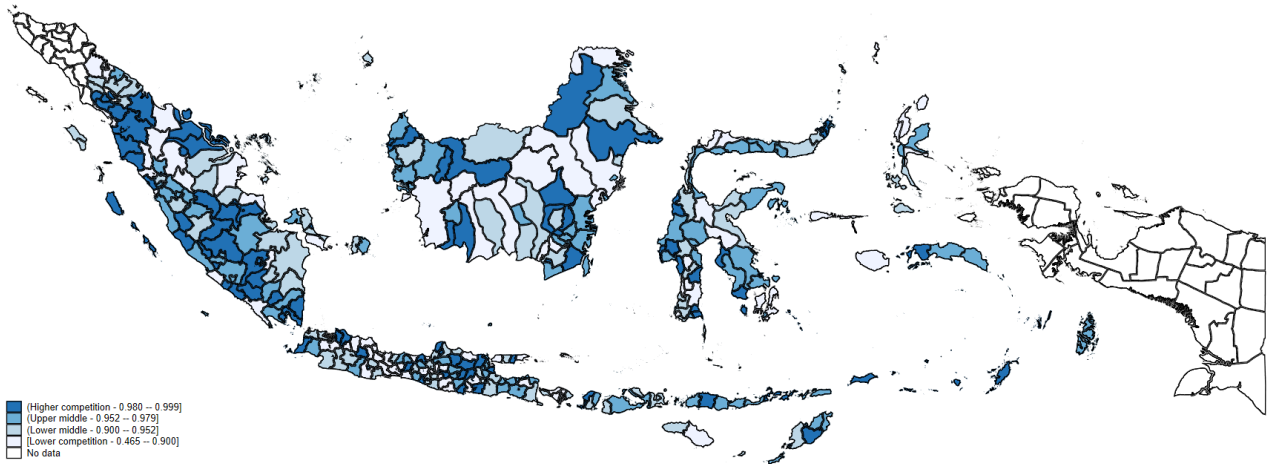 (Higher competition - 0.980 -- 0.999]
(Upper middle - 0.952 -- 0.979]
(Lower middle - 0.900 -- 0.952]
[Lower competition - 0.465 -- 0.900]
No data